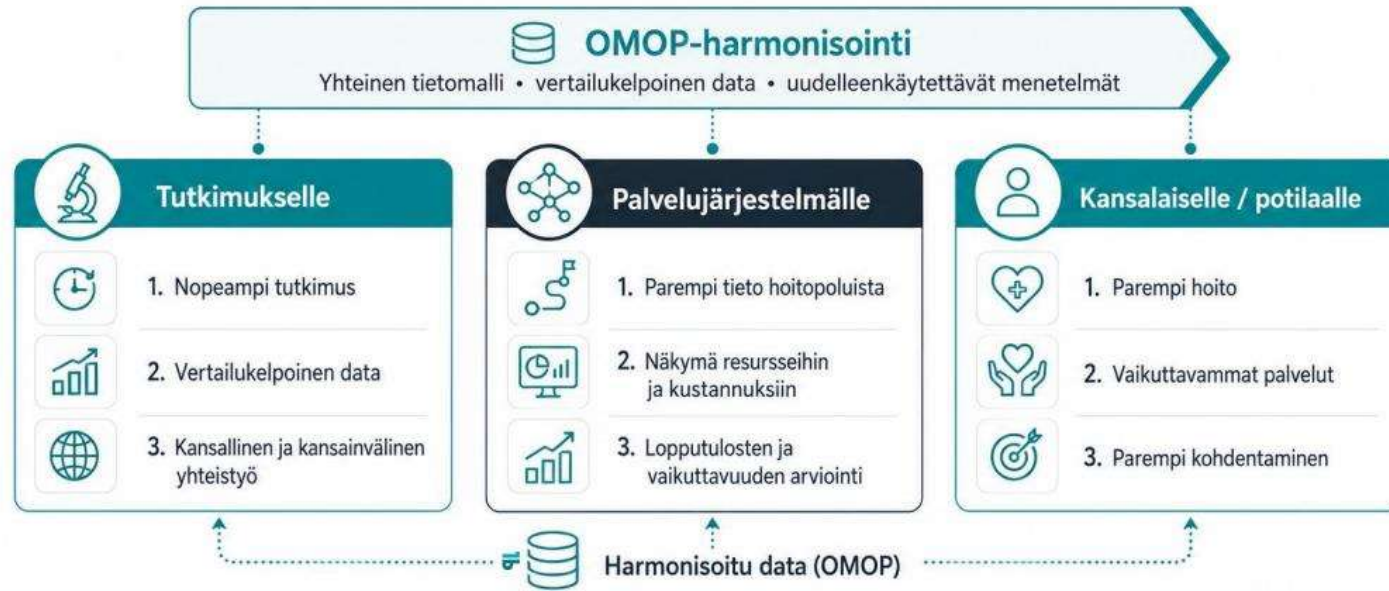 OMOP-harmonisointi
Yhteinen tietomalli • vertailukelpoinen data • uudelleenkäytettävät menetelmät
Tutkimukselle
1. Nopeampi tutkimus
2. Vertailukelpoinen data
3. Kansallinen ja kansainvälinen
yhteistyö
Palvelujärjestelmälle
1. Parempi tieto hoitopoluista
2. Näkymä resursseihin
ja kustannuksiin
3. Lopputulosten ja
vaikuttavuuden arviointi
Kansalaiselle / potilaalle
1. Parempi hoito
2. Vaikuttavammat palvelut
3. Parempi kohdentaminen
Harmonisoitu data (OMOP)